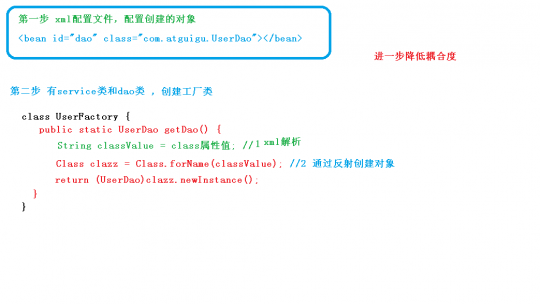 第一步 xml配置文件，配置创建的对象
<bean id="dao" class="com.atguigu.UserDao"></bean>
进一步降低耦合度
第二步 有service类和dao类 ，创建工厂类
class UserFactory {
public static UserDao getDao() {
String classValue = class属性值; //1 xml解析
Class clazz = Class.forName(classValue); //2 通过反射创建对象
return (UserDao)clazz.newInstance();
}
}